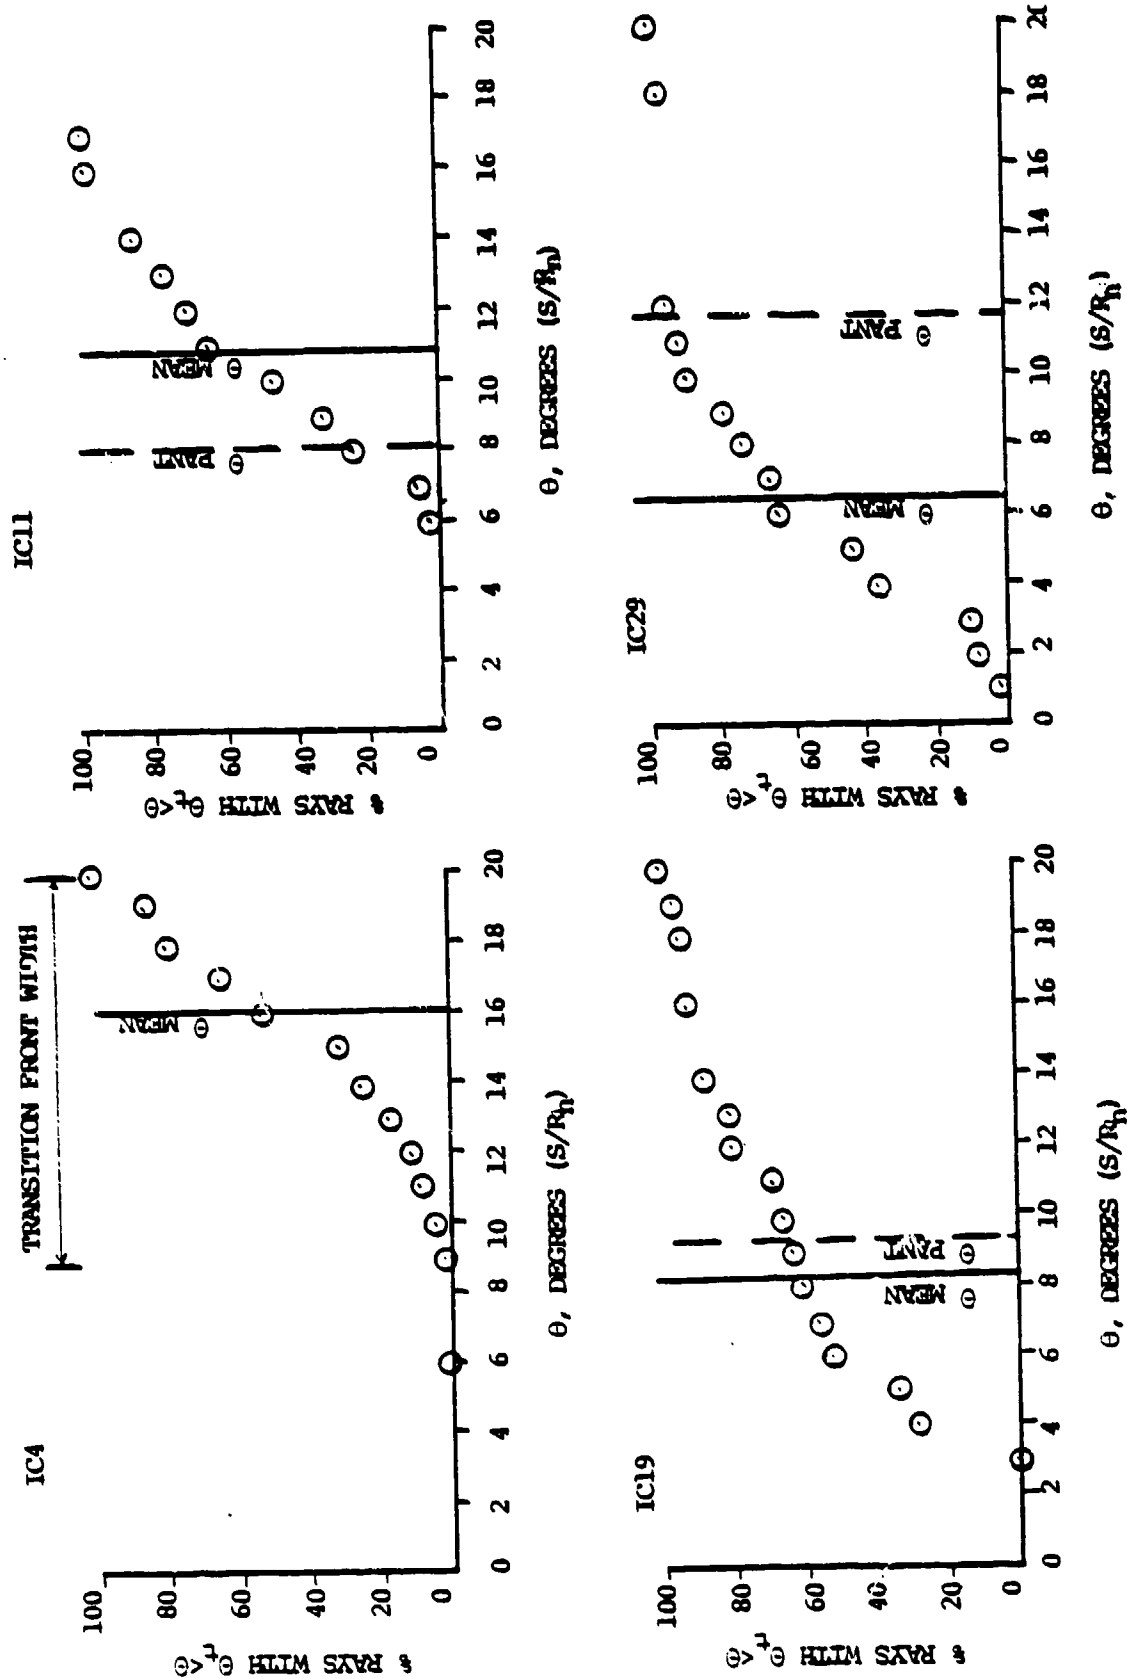 IC4
TRANSITION FRONT WIDTH
100
80
60
40
20
0
% RAYS WITH θt<θ
θ MEAN
0 2 4 6 8 10 12 14 16 18 20
θ, DEGREES (S/Rn)
IC11
100
80
60
40
20
0
% RAYS WITH θt<θ
θ PANT
θ MEAN
0 2 4 6 8 10 12 14 16 18 20
θ, DEGREES (S/Rn)
IC19
100
80
60
40
20
0
% RAYS WITH θt<θ
θ MEAN
θ PANT
0 2 4 6 8 10 12 14 16 18 20
θ, DEGREES (S/Rn)
IC29
100
80
60
40
20
0
% RAYS WITH θt<θ
θ MEAN
θ PANT
0 2 4 6 8 10 12 14 16 18 20
θ, DEGREES (S/Rn)